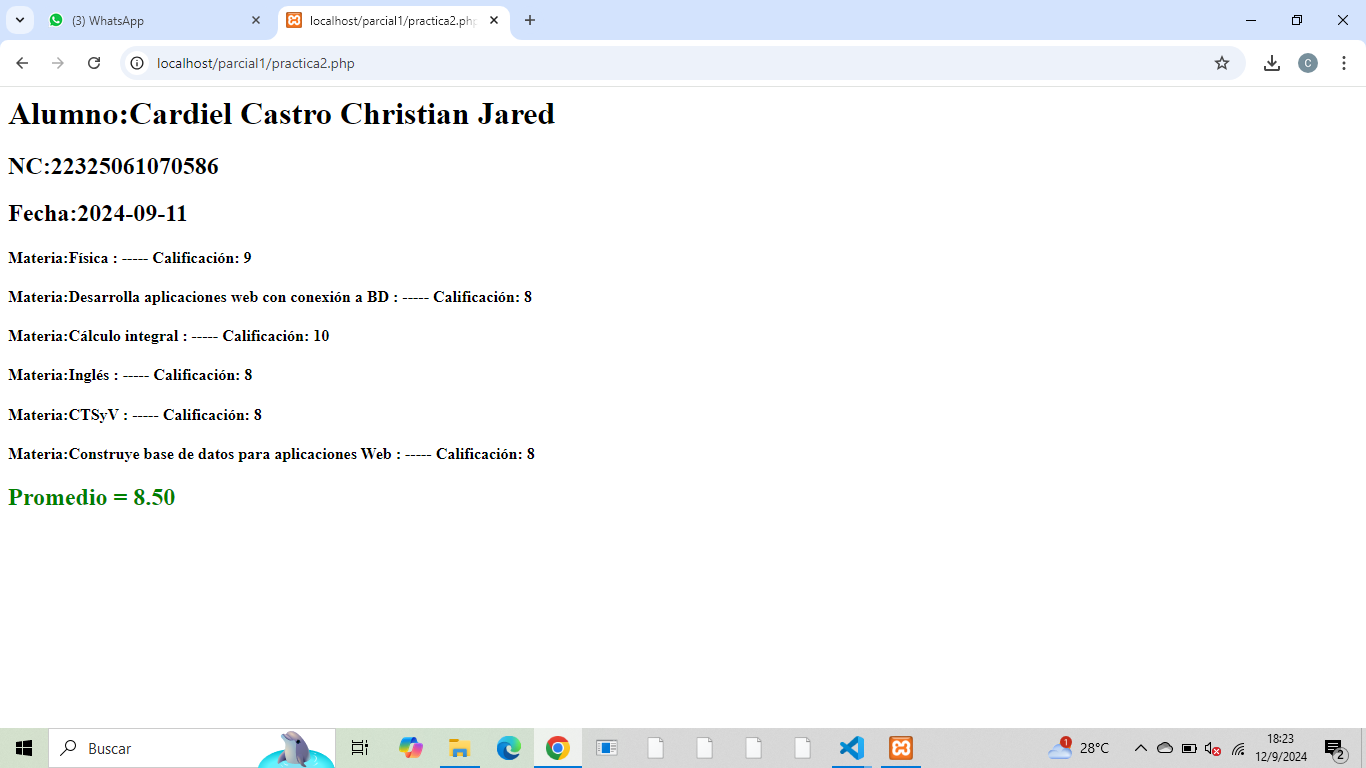 (3) WhatsApp
localhost/parcial1/practica2.php
localhost/parcial1/practica2.php
C
Alumno:Cardiel Castro Christian Jared
NC:22325061070586
Fecha:2024-09-11
Materia:Física : ----- Calificación: 9
Materia:Desarrolla aplicaciones web con conexión a BD : ----- Calificación: 8
Materia:Cálculo integral : ----- Calificación: 10
Materia:Inglés : ----- Calificación: 8
Materia:CTSyV : ----- Calificación: 8
Materia:Construye base de datos para aplicaciones Web : ----- Calificación: 8
Promedio = 8.50
Buscar
1
28°C
18:23
12/9/2024
2